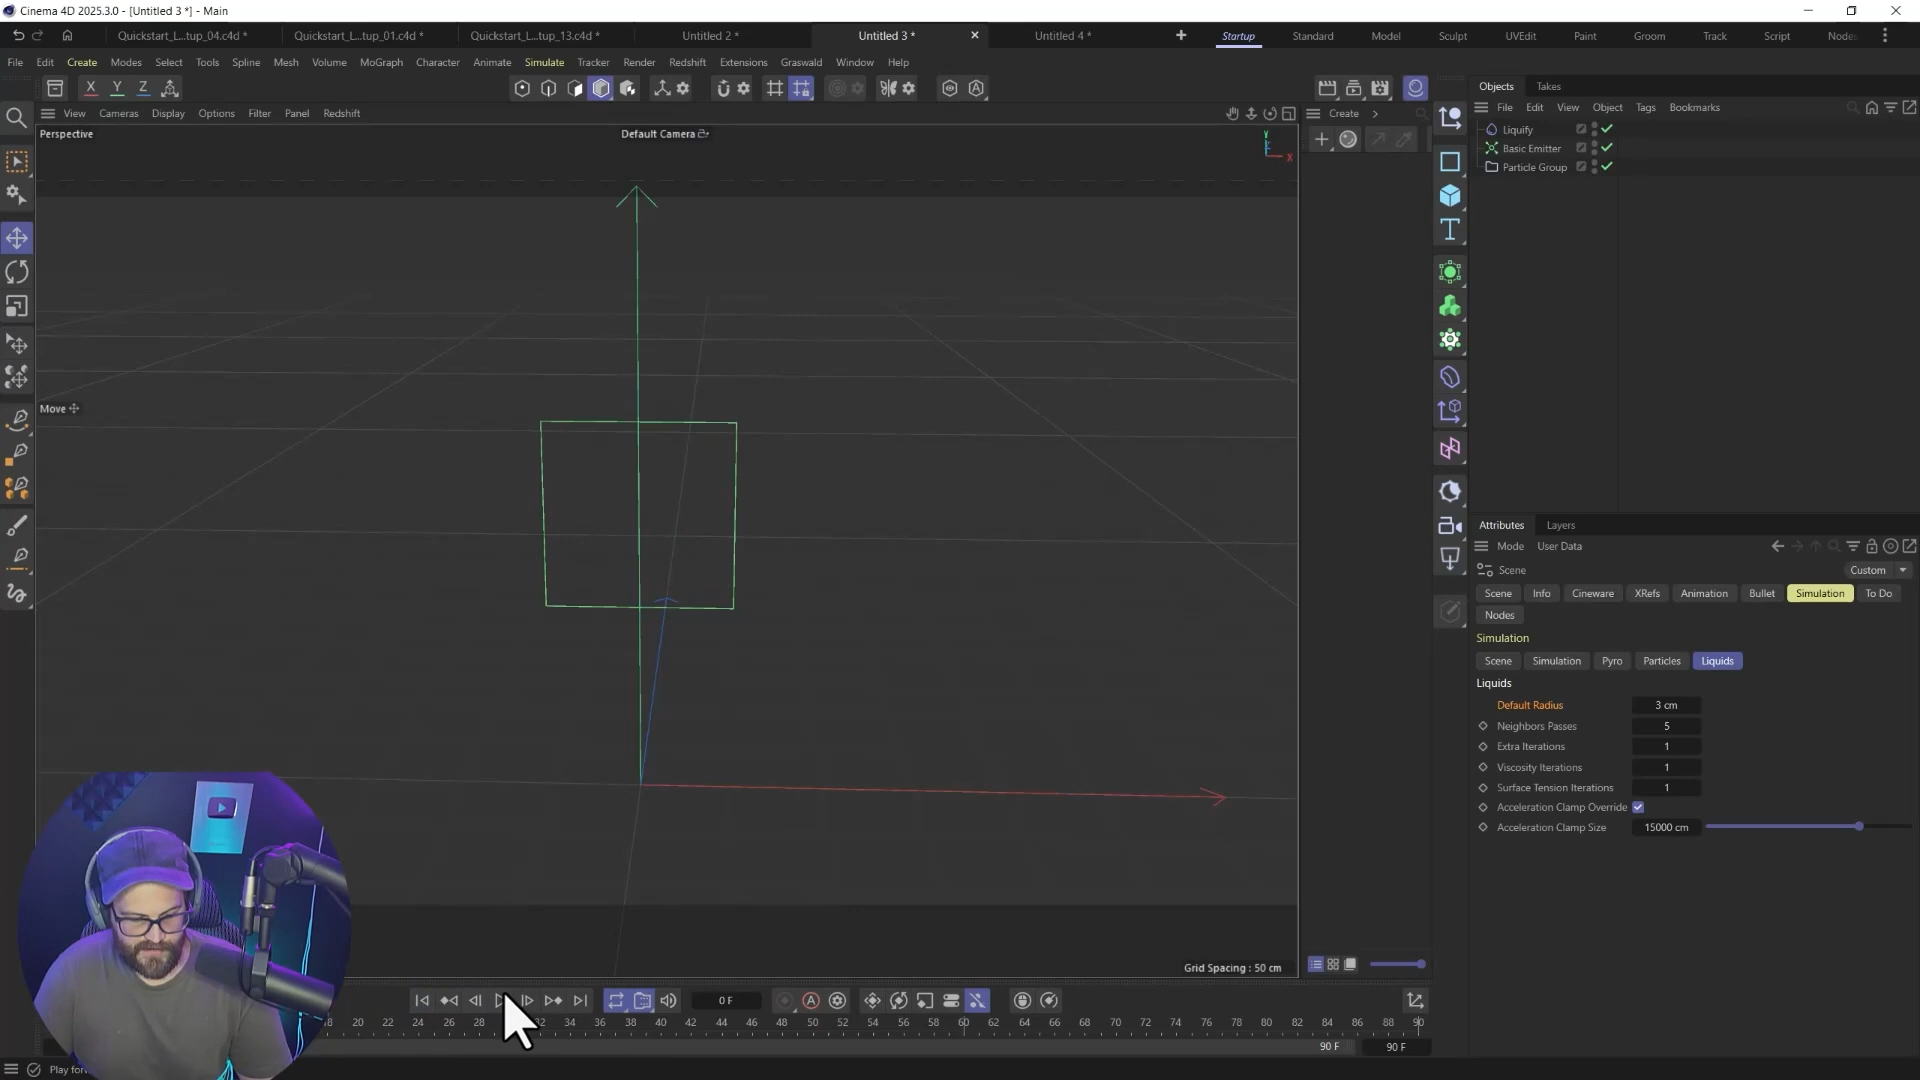 Cinema 4D 2025.3.0 - [Untitled 3 *] - Main
Quickstart_L...tup_04.c4d *
Quickstart_L...tup_01.c4d *
Quickstart_L...tup_13.c4d *
Untitled 2 *
Untitled 3 *
Untitled 4 *
Startup
Standard
Model
Sculpt
UVEdit
Paint
Groom
Track
Script
Nodes
File
Edit
Create
Modes
Select
Tools
Spline
Mesh
Volume
MoGraph
Character
Animate
Simulate
Tracker
Render
Redshift
Extensions
Graswald
Window
Help
X
Y
Z
View
Cameras
Display
Options
Filter
Panel
Redshift
Create
Perspective
Default Camera
Y
X
Move
Grid Spacing : 50 cm
Objects
Takes
File
Edit
View
Object
Tags
Bookmarks
Liquify
Basic Emitter
Particle Group
Attributes
Layers
Mode
User Data
Scene
Custom
Scene
Info
Cineware
XRefs
Animation
Bullet
Simulation
To Do
Nodes
Simulation
Scene
Simulation
Pyro
Particles
Liquids
Liquids
Default Radius 3 cm
Neighbors Passes 5
Extra Iterations 1
Viscosity Iterations 1
Surface Tension Iterations 1
Acceleration Clamp Override
Acceleration Clamp Size 15000 cm
0 F
A
18 20 22 24 26 28 30 32 34 36 38 40 42 44 46 48 50 52 54 56 58 60 62 64 66 68 70 72 74 76 78 80 82 84 86 88 90
90 F
90 F
Play